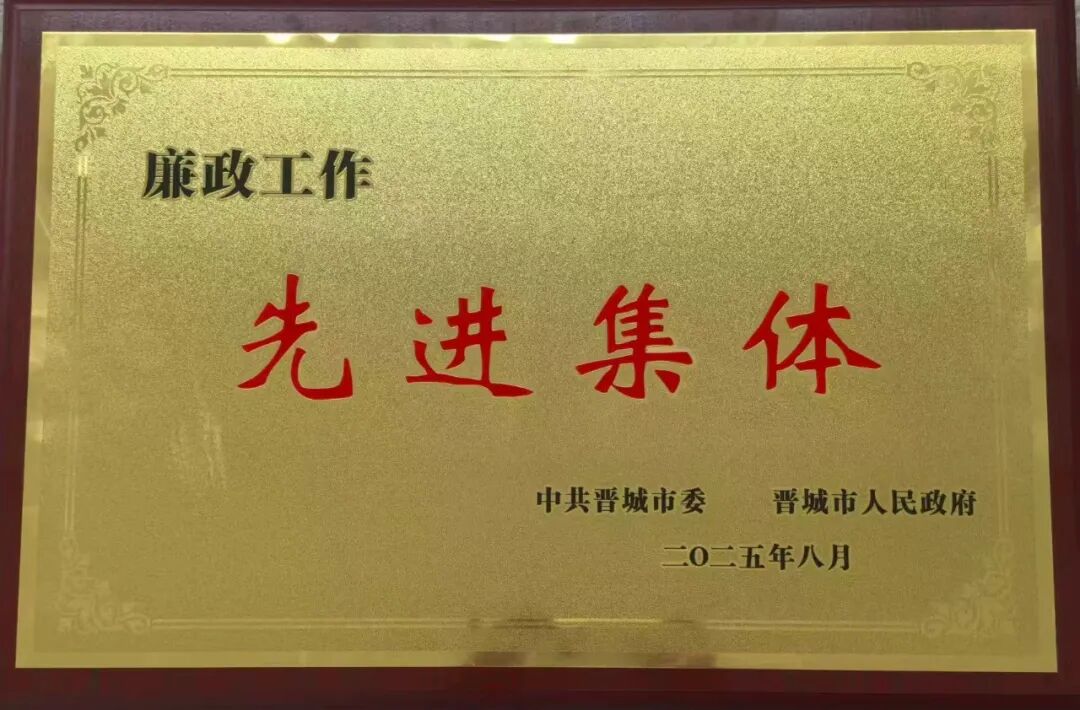 廉政工作
先进集体
中共晋城市委 晋城市人民政府
二〇二五年八月